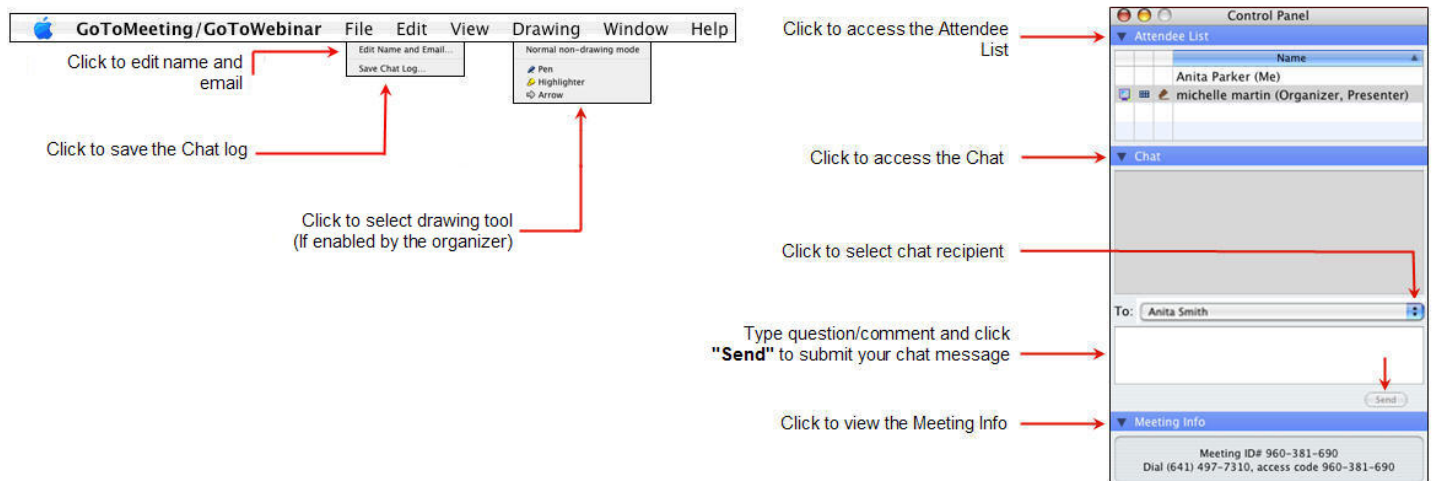 GoToMeeting/GoToWebinar File Edit View Drawing Window Help
Edit Name and Email...
Save Chat Log...
Normal non-drawing mode
Pen
Highlighter
Arrow
Click to edit name and
email
Click to save the Chat log
Click to select drawing tool
(If enabled by the organizer)
Click to access the Attendee
List
Click to access the Chat
Click to select chat recipient
Type question/comment and click
"Send" to submit your chat message
Click to view the Meeting Info
Control Panel
Attendee List
Name
Anita Parker (Me)
michelle martin (Organizer, Presenter)
Chat
To: Anita Smith
Send
Meeting Info
Meeting ID# 960-381-690
Dial (641) 497-7310, access code 960-381-690